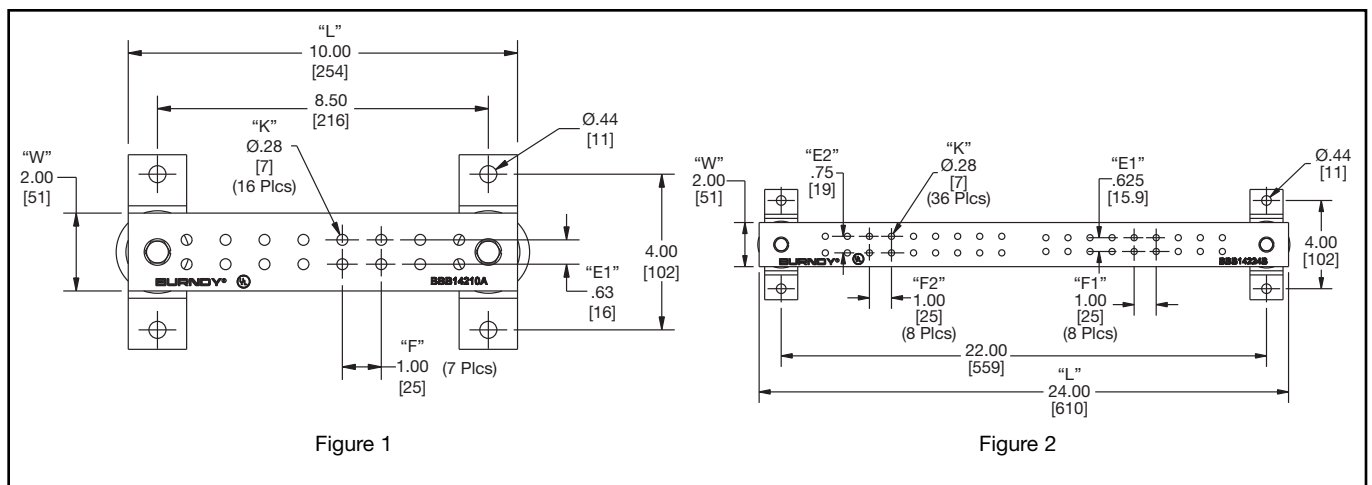 “L”
10.00
[254]
8.50
[216]
“K”
Ø.28
[7]
(16 Plcs)
Ø.44
[11]
“W”
2.00
[51]
4.00
[102]
“E1”
.63
[16]
BURNDY® UL
BBB14210A
“F”
1.00
[25]
(7 Plcs)
Figure 1
“W”
2.00
[51]
“E2”
.75
[19]
“K”
Ø.28
[7]
(36 Plcs)
“E1”
.625
[15.9]
Ø.44
[11]
4.00
[102]
BURNDY® UL
BBB14224B
“F2”
1.00
[25]
(8 Plcs)
“F1”
1.00
[25]
(8 Plcs)
22.00
[559]
“L”
24.00
[610]
Figure 2